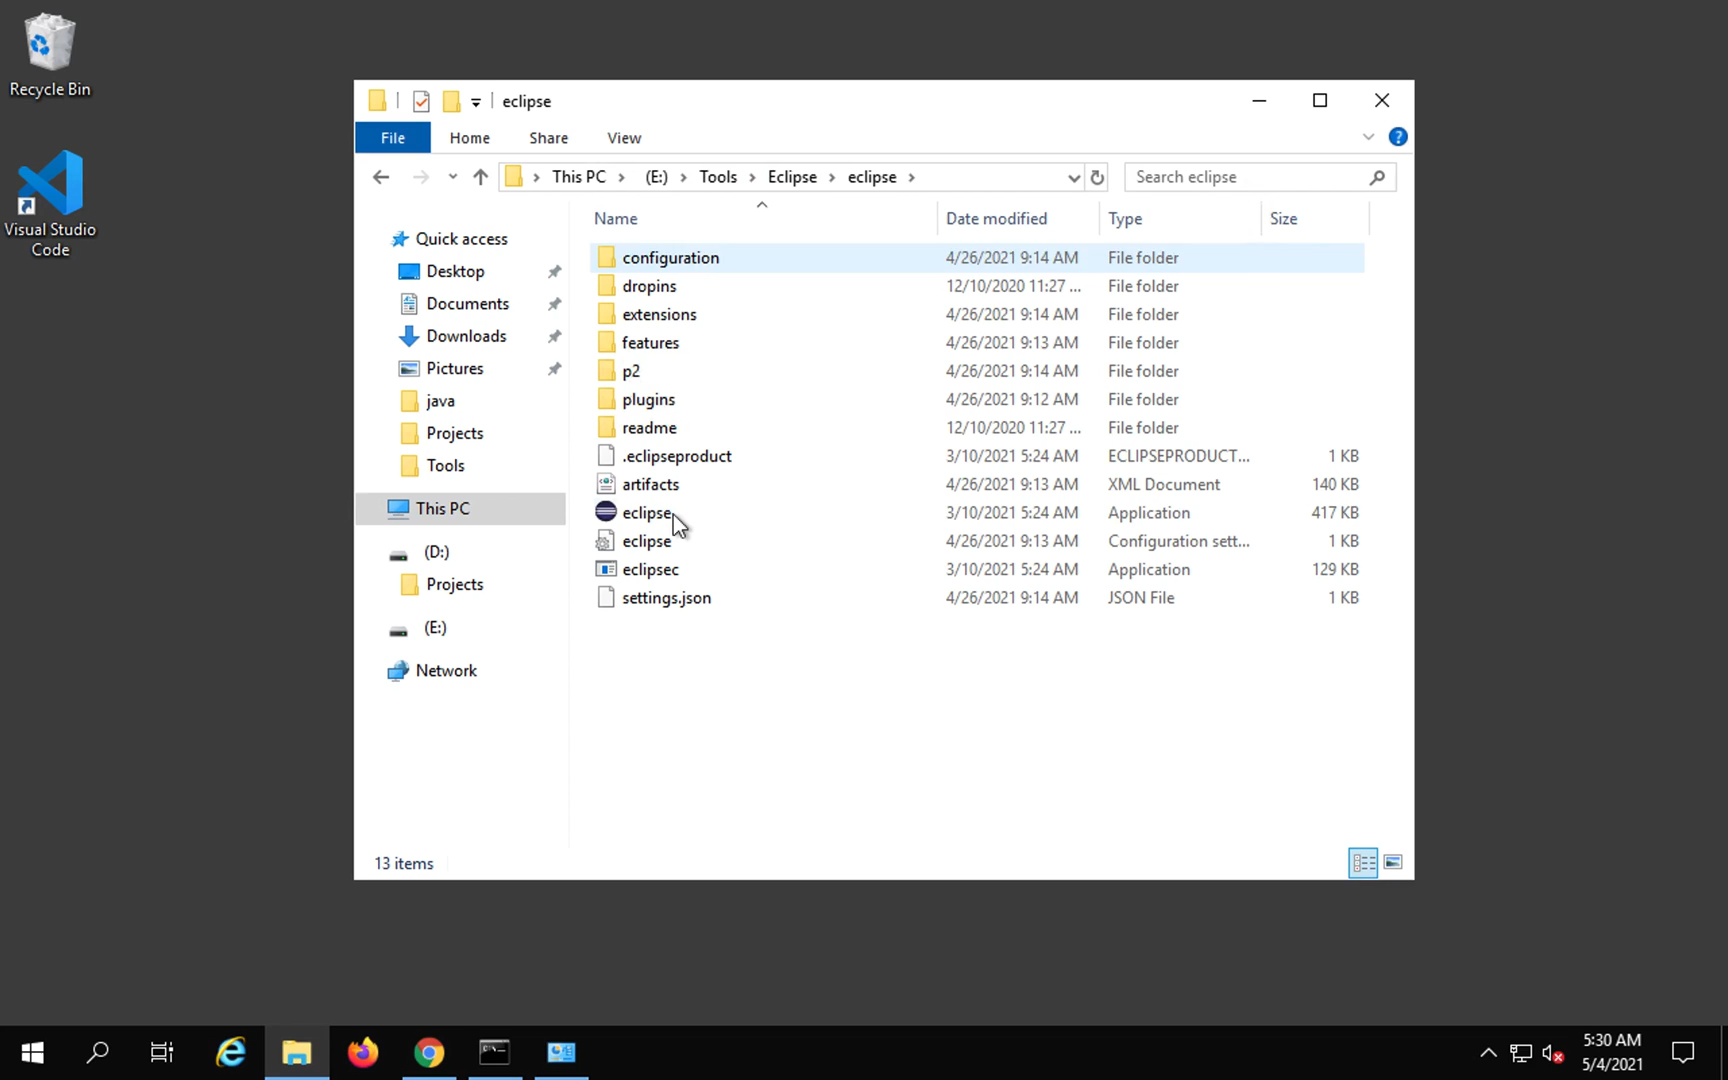 Recycle Bin
Visual Studio
Code
eclipse
File Home Share View
This PC (E:) Tools Eclipse eclipse
Search eclipse
Name Date modified Type Size
Quick access
Desktop
Documents
Downloads
Pictures
java
Projects
Tools
This PC
(D:)
Projects
(E:)
Network
configuration 4/26/2021 9:14 AM File folder
dropins 12/10/2020 11:27 ... File folder
extensions 4/26/2021 9:14 AM File folder
features 4/26/2021 9:13 AM File folder
p2 4/26/2021 9:14 AM File folder
plugins 4/26/2021 9:12 AM File folder
readme 12/10/2020 11:27 ... File folder
.eclipseproduct 3/10/2021 5:24 AM ECLIPSEPRODUCT... 1 KB
artifacts 4/26/2021 9:13 AM XML Document 140 KB
eclipse 3/10/2021 5:24 AM Application 417 KB
eclipse 4/26/2021 9:13 AM Configuration sett... 1 KB
eclipsec 3/10/2021 5:24 AM Application 129 KB
settings.json 4/26/2021 9:14 AM JSON File 1 KB
13 items
5:30 AM
5/4/2021